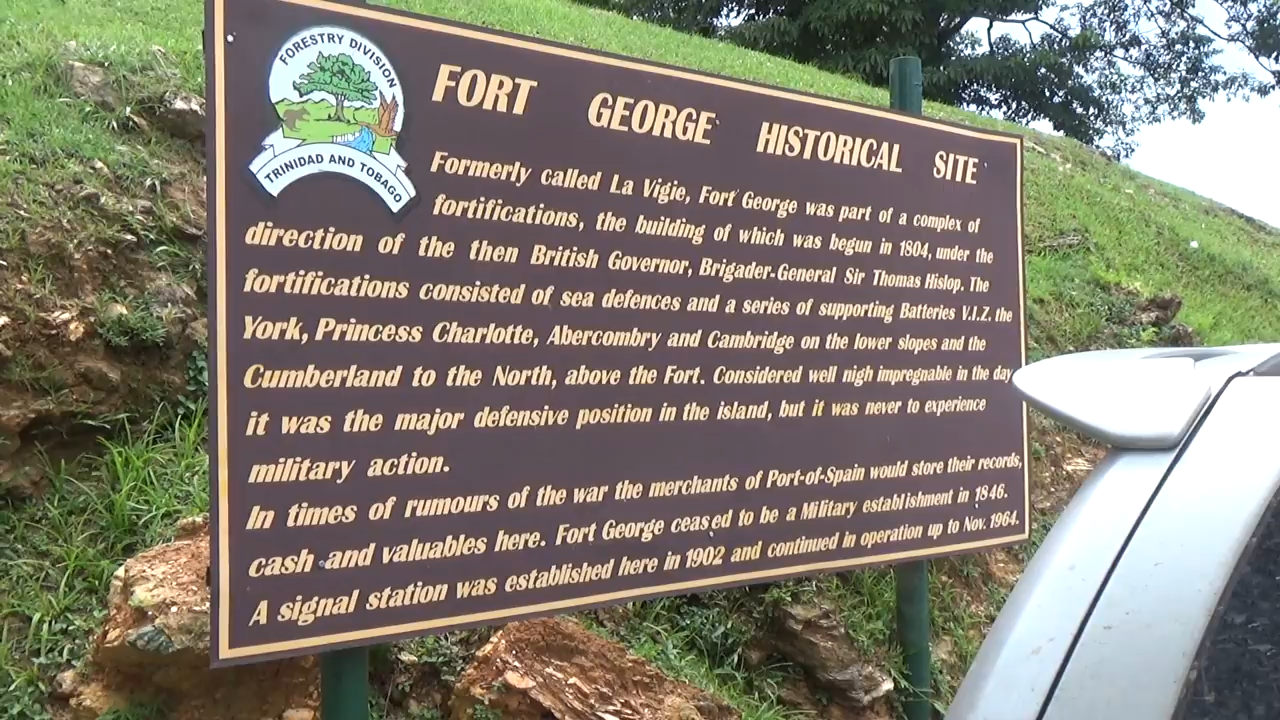 FORESTRY DIVISION
TRINIDAD AND TOBAGO
FORT GEORGE HISTORICAL SITE
Formerly called La Vigie, Fort George was part of a complex of
fortifications, the building of which was begun in 1804, under the
direction of the then British Governor, Brigader-General Sir Thomas Hislop. The
fortifications consisted of sea defences and a series of supporting Batteries V.I.Z. the
York, Princess Charlotte, Abercombry and Cambridge on the lower slopes and the
Cumberland to the North, above the Fort. Considered well nigh impregnable in the day
it was the major defensive position in the island, but it was never to experience
military action.
In times of rumours of the war the merchants of Port-of-Spain would store their records,
cash and valuables here. Fort George ceased to be a Military establishment in 1846.
A signal station was established here in 1902 and continued in operation up to Nov. 1964.